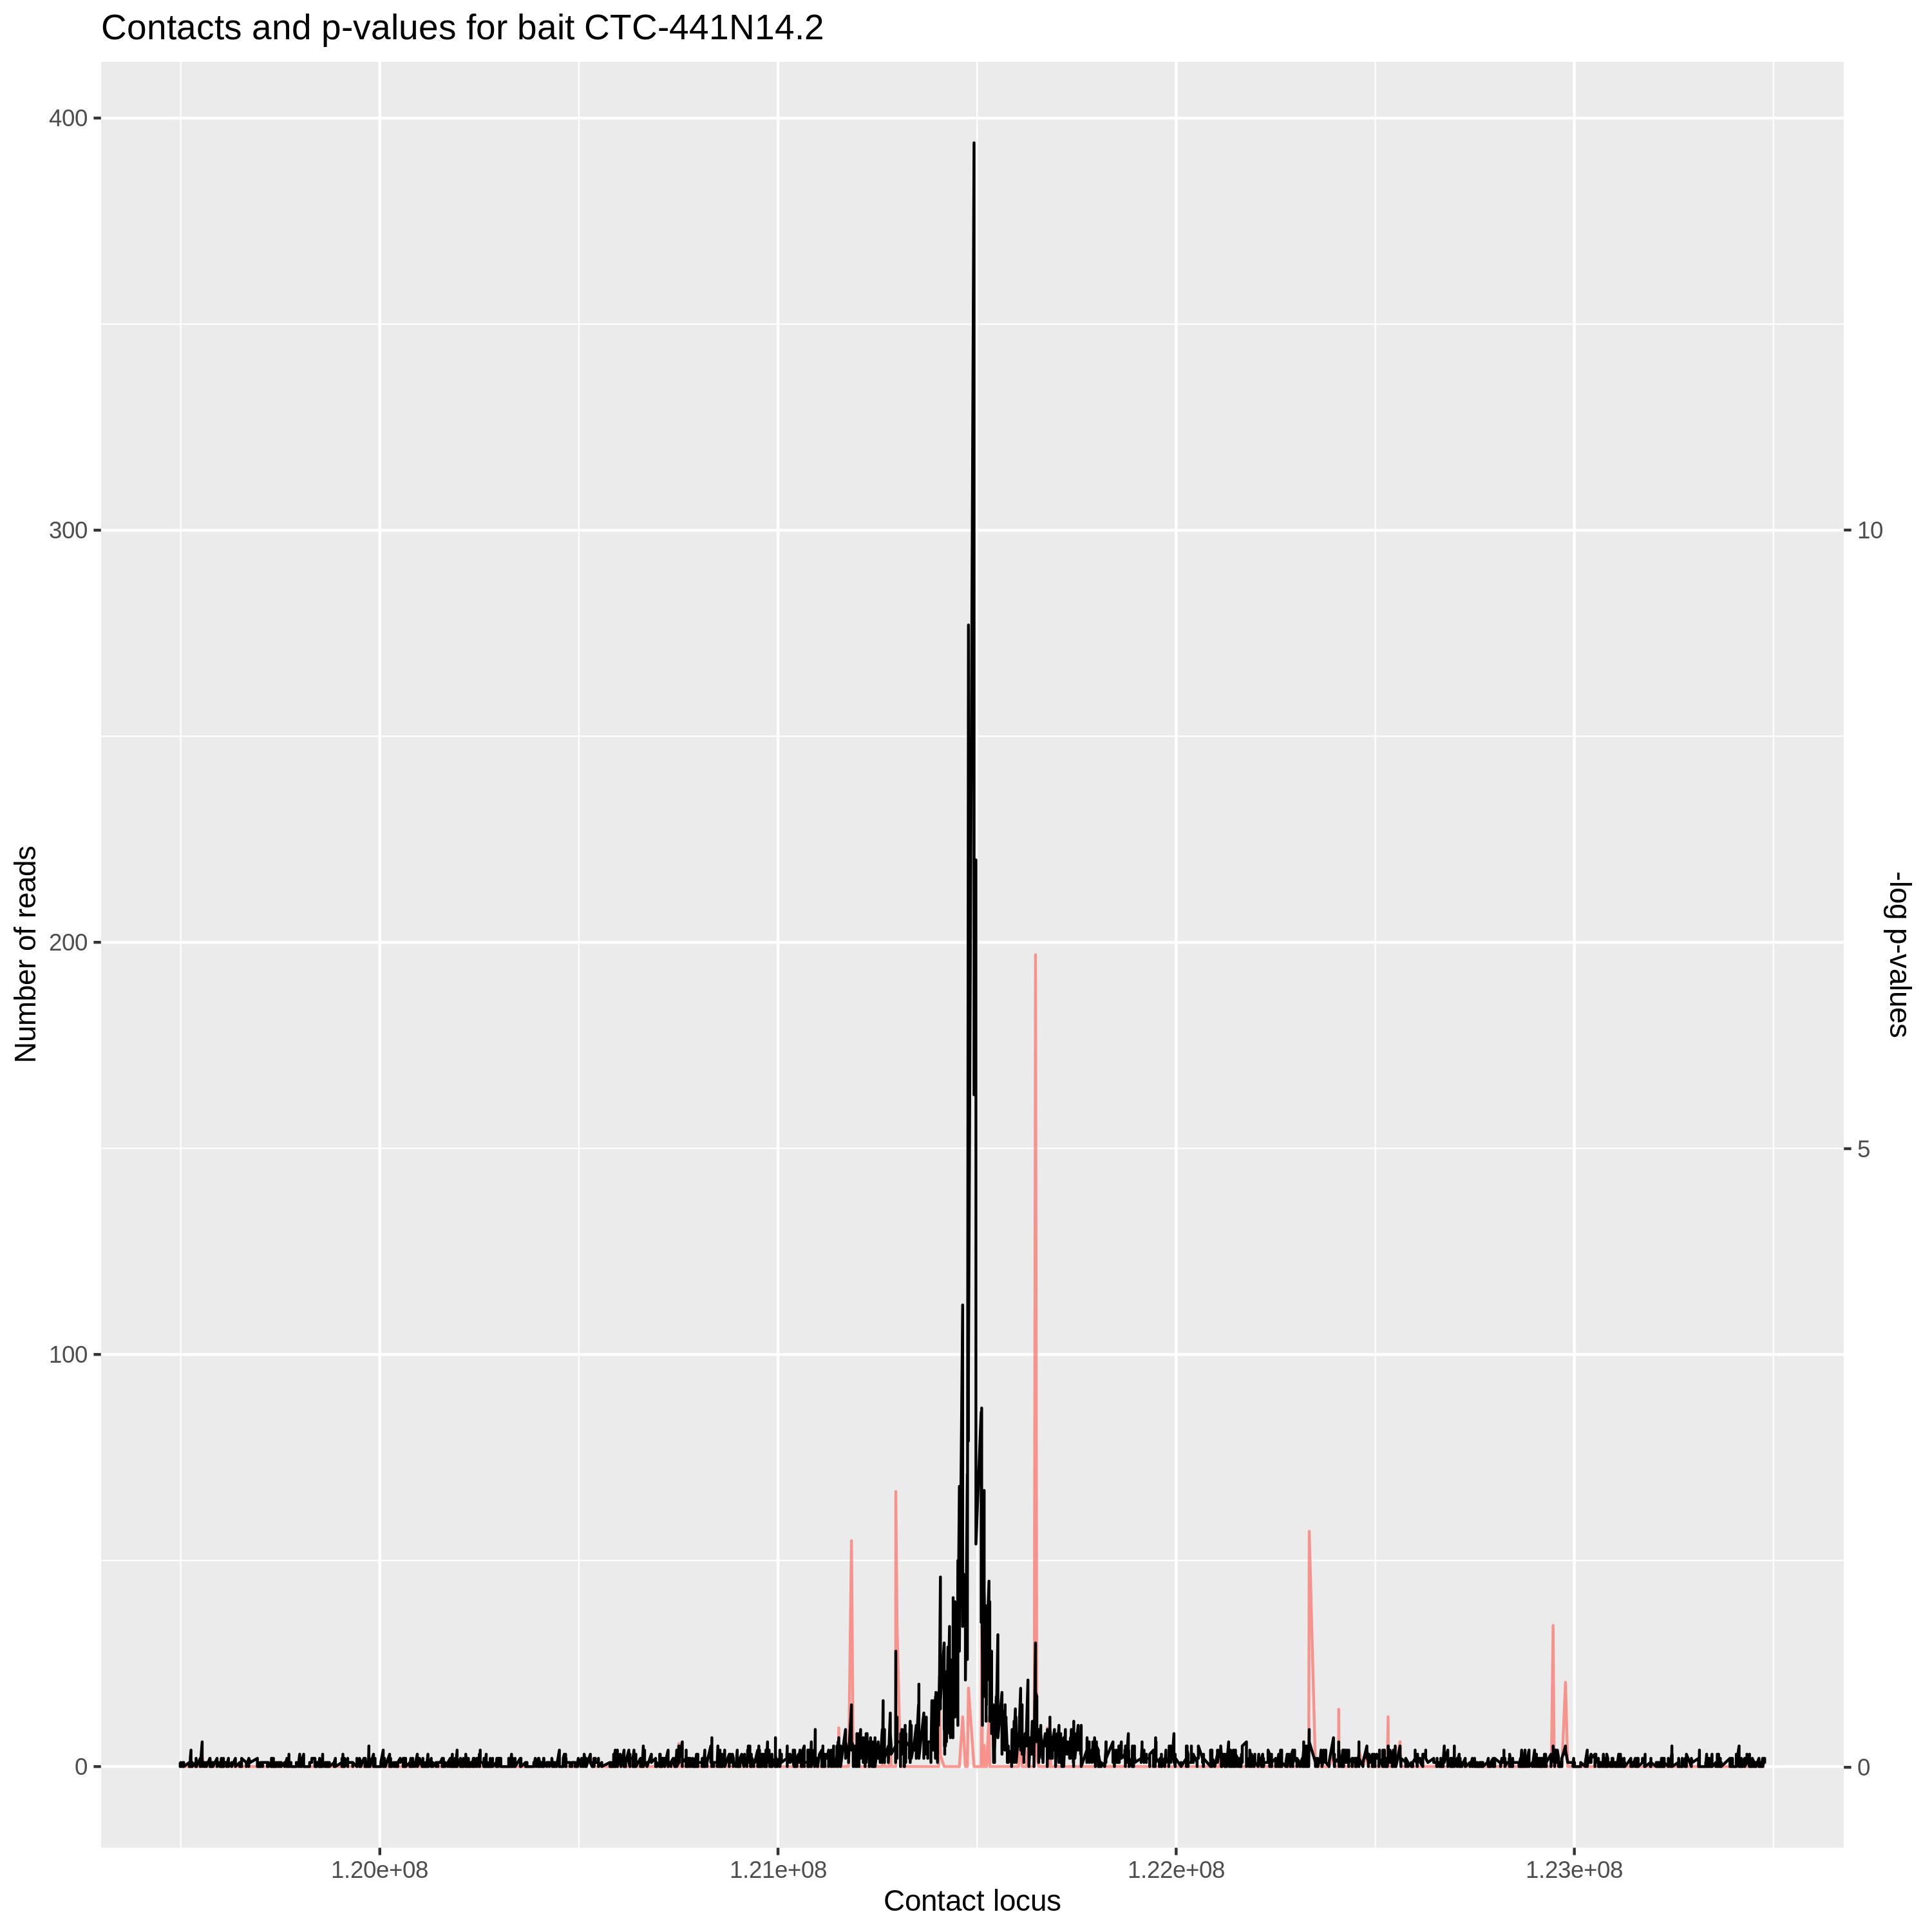 Contacts and p-values for bait CTC-441N14.2
400
300
200
100
0
Number of reads
10
5
0
-log p-values
1.20e+08
1.21e+08
1.22e+08
1.23e+08
Contact locus